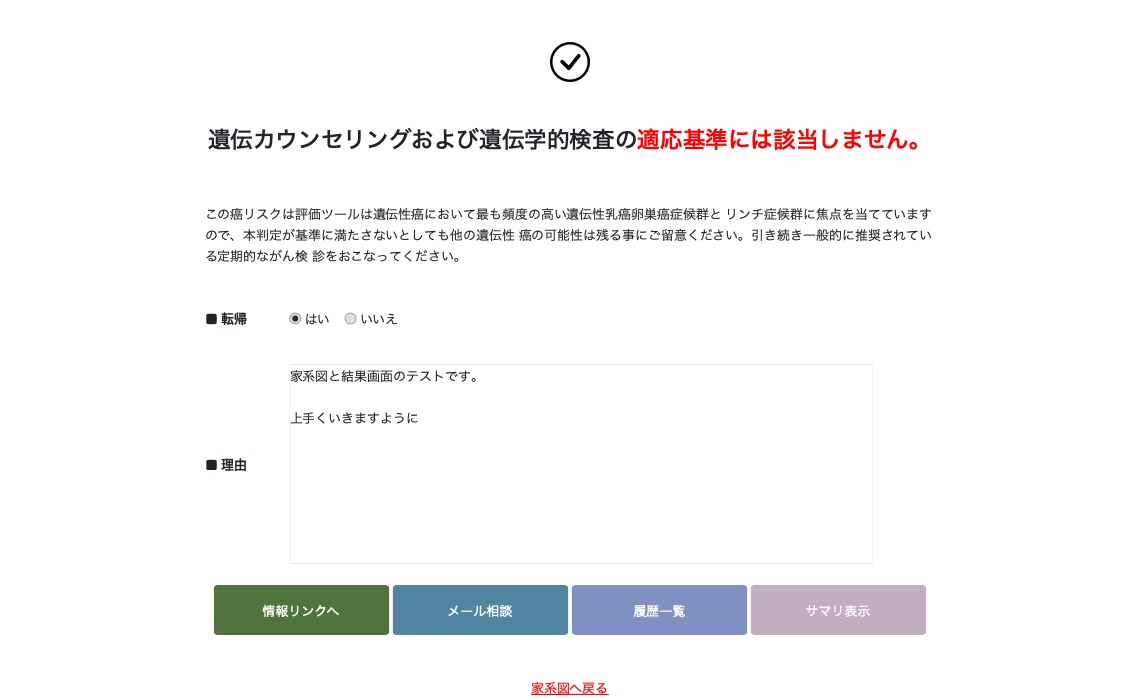 遺伝カウンセリングおよび遺伝学的検査の適応基準には該当しません。
この癌リスクは評価ツールは遺伝性癌において最も頻度の高い遺伝性乳癌卵巣癌症候群と リンチ症候群に焦点を当てています
ので、本判定が基準に満たさないとしても他の遺伝性 癌の可能性は残る事にご留意ください。引き続き一般的に推奨されてい
る定期的ながん検 診をおこなってください。
■ 転帰 はい いいえ
家系図と結果画面のテストです。
上手くいきますように
■ 理由
情報リンクへ メール相談 履歴一覧 サマリ表示
家系図へ戻る